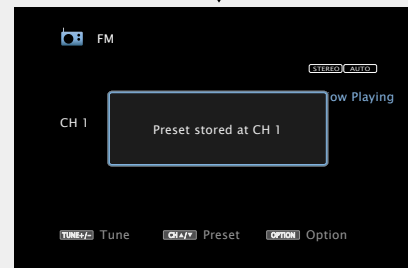 FM
STEREO AUTO
ow Playing
CH 1
Preset stored at CH 1
TUNE+/- Tune CH▲/▼ Preset OPTION Option